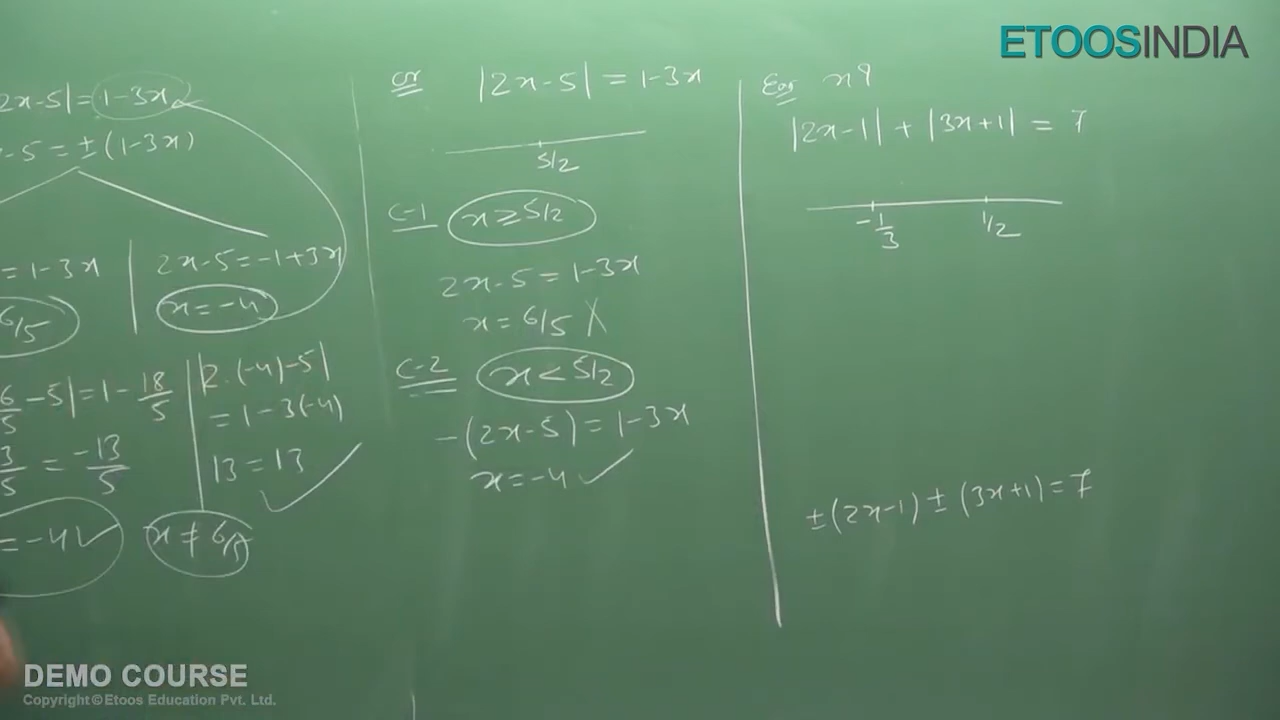 ETOOSINDIA
2x-5| = 1-3x
-5 = ± (1-3x)
= 1-3x
6/5
2x-5 = -1+3x
x = -4
6/5 -5| = 1 - 18/5
3/5 = -13/5
= -4 ✓
|2.(-4)-5|
= 1-3(-4)
13 = 13 ✓
x ≠ 6/5
or |2x-5| = 1-3x
5/2
C-1 x ≥ 5/2
2x-5 = 1-3x
x = 6/5 X
C-2 x < 5/2
-(2x-5) = 1-3x
x = -4 ✓
x?
|2x-1| + |3x+1| = 7
-1/3 1/2
± (2x-1) ± (3x+1) = 7
DEMO COURSE
Copyright©Etoos Education Pvt. Ltd.